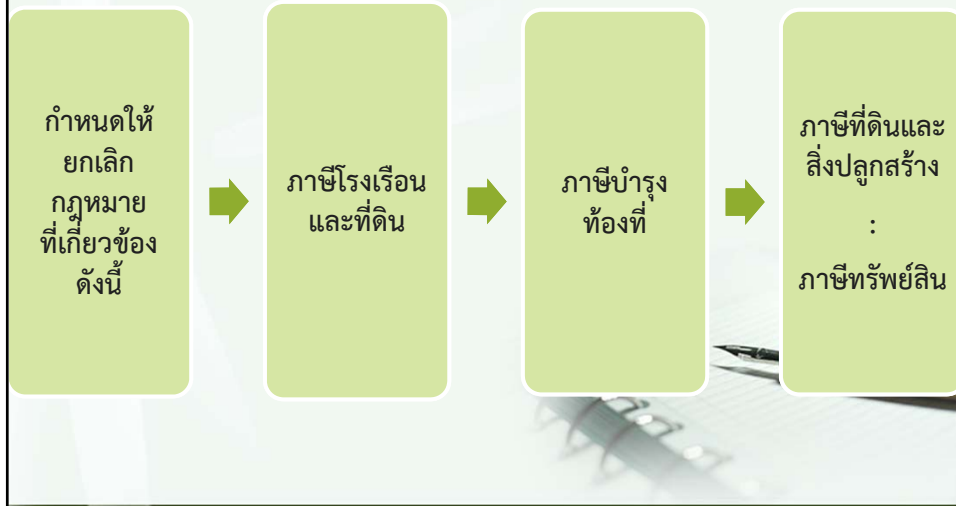 กำหนดให้
ยกเลิก
กฎหมาย
ที่เกี่ยวข้อง
ดังนี้
ภาษีโรงเรือน
และที่ดิน
ภาษีบำรุง
ท้องที่
ภาษีที่ดินและ
สิ่งปลูกสร้าง
:
ภาษีทรัพย์สิน